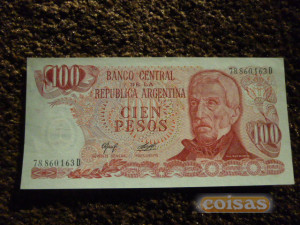 100
BANCO CENTRAL
DE LA
REPUBLICA ARGENTINA
78.860.163 D
CIEN
PESOS
100
78.860.163 D
coisas